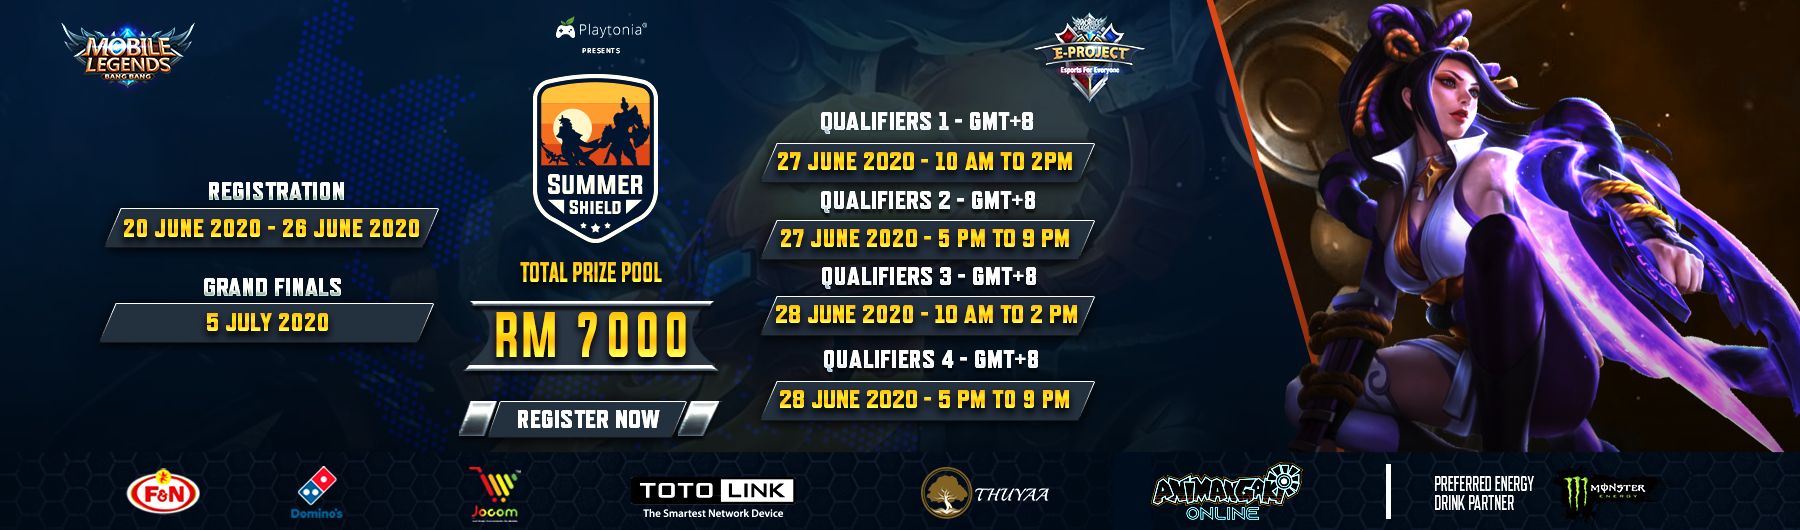 MOBILE
LEGENDS
BANG BANG
Playtonia®
PRESENTS
SUMMER
SHIELD
TOTAL PRIZE POOL
RM 7000
REGISTER NOW
REGISTRATION
20 JUNE 2020 - 26 JUNE 2020
GRAND FINALS
5 JULY 2020
MOBILE
LEGENDS
E-PROJECT
Esports For Everyone
QUALIFIERS 1 - GMT+8
27 JUNE 2020 - 10 AM TO 2PM
QUALIFIERS 2 - GMT+8
27 JUNE 2020 - 5 PM TO 9 PM
QUALIFIERS 3 - GMT+8
28 JUNE 2020 - 10 AM TO 2 PM
QUALIFIERS 4 - GMT+8
28 JUNE 2020 - 5 PM TO 9 PM
F&N
Domino's
Jocom
TOTO LINK
The Smartest Network Device
THUYAA
ANIMANGAKI
ONLINE
PREFERRED ENERGY
DRINK PARTNER
MONSTER
ENERGY